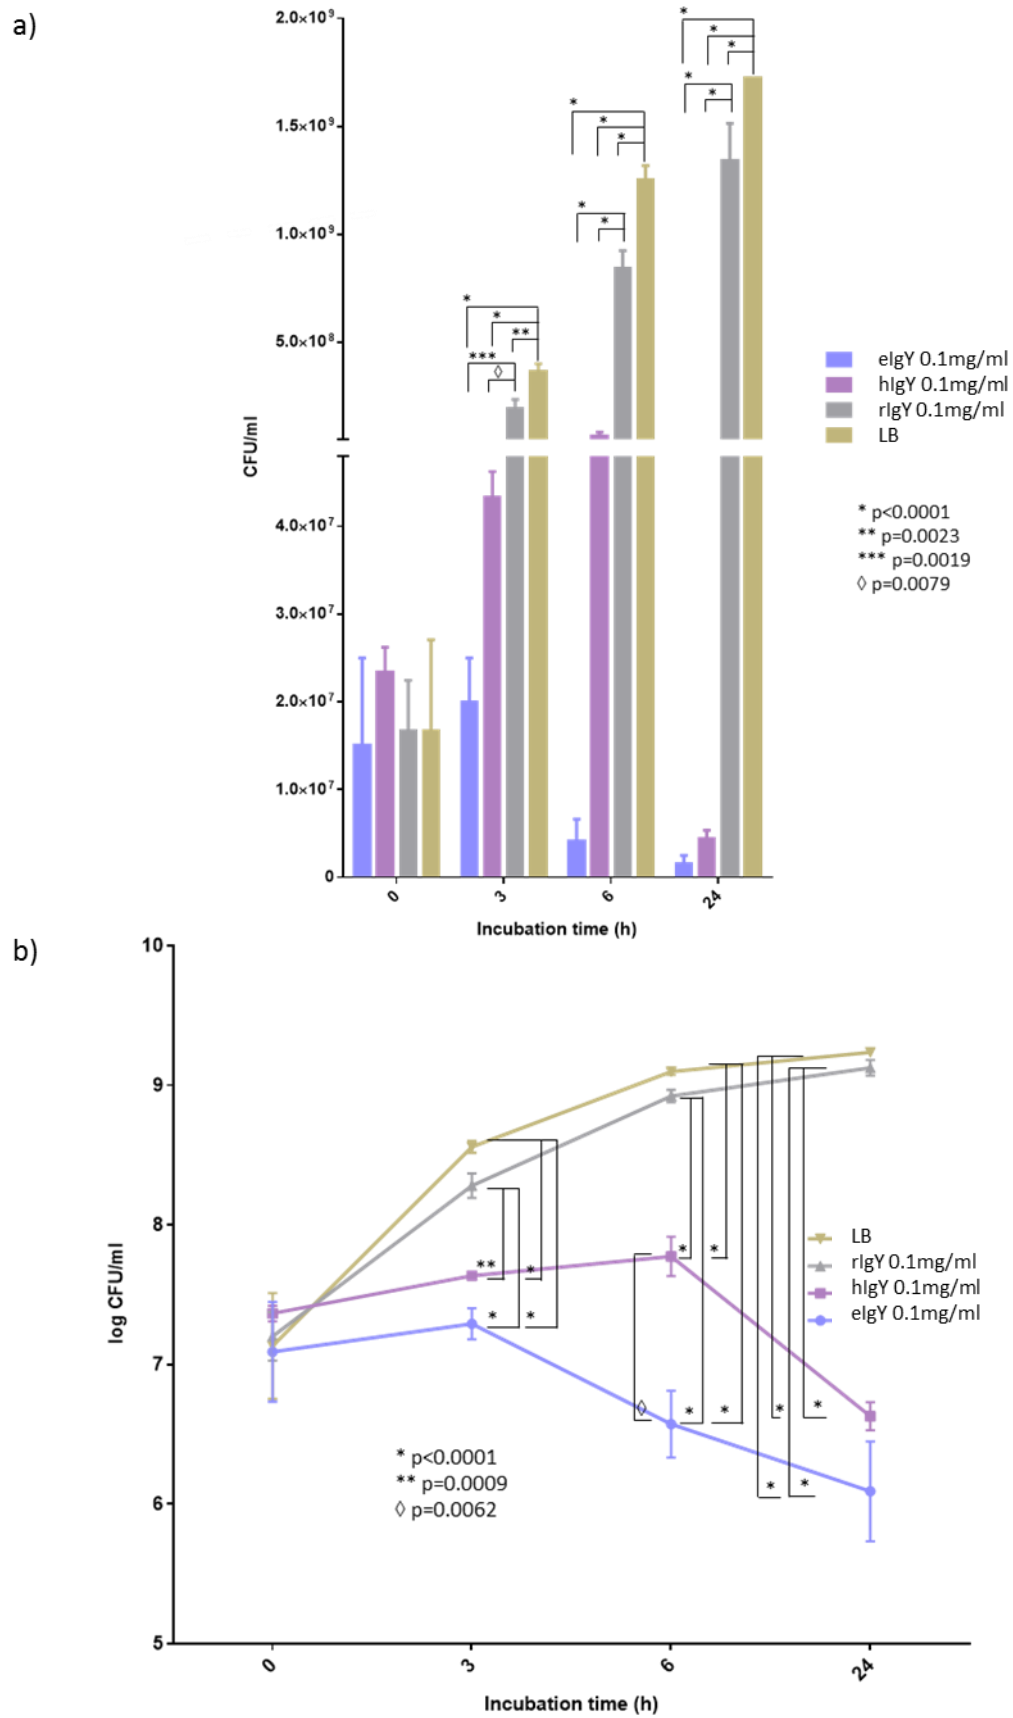 a)
2.0×10⁹
1.5×10⁹
1.0×10⁹
5.0×10⁸
4.0×10⁷
3.0×10⁷
2.0×10⁷
1.0×10⁷
0
CFU/ml
* * *
* *
* * *
* *
* * **
*** ◊
0 3 6 24
Incubation time (h)
eIgY 0.1mg/ml
hIgY 0.1mg/ml
rIgY 0.1mg/ml
LB
* p<0.0001
** p=0.0023
*** p=0.0019
◊ p=0.0079
b)
10
9
8
7
6
5
log CFU/ml
** *
* *
* *
◊ * *
* *
* *
LB
rIgY 0.1mg/ml
hIgY 0.1mg/ml
eIgY 0.1mg/ml
* p<0.0001
** p=0.0009
◊ p=0.0062
0 3 6 24
Incubation time (h)